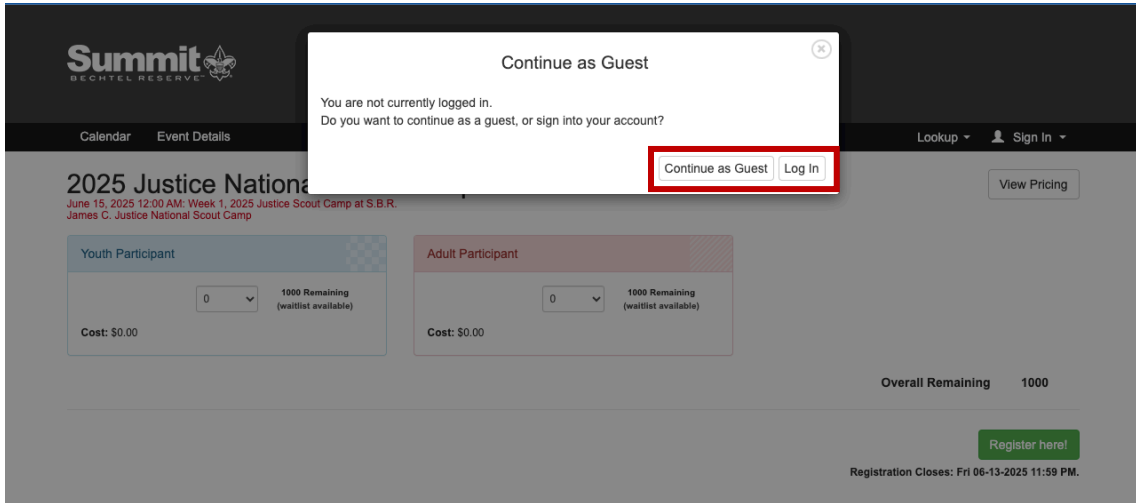 Summit
BECHTEL RESERVE™
Continue as Guest
You are not currently logged in.
Do you want to continue as a guest, or sign into your account?
Continue as Guest Log In
Calendar Event Details Lookup Sign In
2025 Justice Nationa
View Pricing
June 15, 2025 12:00 AM: Week 1, 2025 Justice Scout Camp at S.B.R.
James C. Justice National Scout Camp
Youth Participant Adult Participant
0 1000 Remaining 0 1000 Remaining
(waitlist available) (waitlist available)
Cost: $0.00 Cost: $0.00
Overall Remaining 1000
Register here!
Registration Closes: Fri 06-13-2025 11:59 PM.